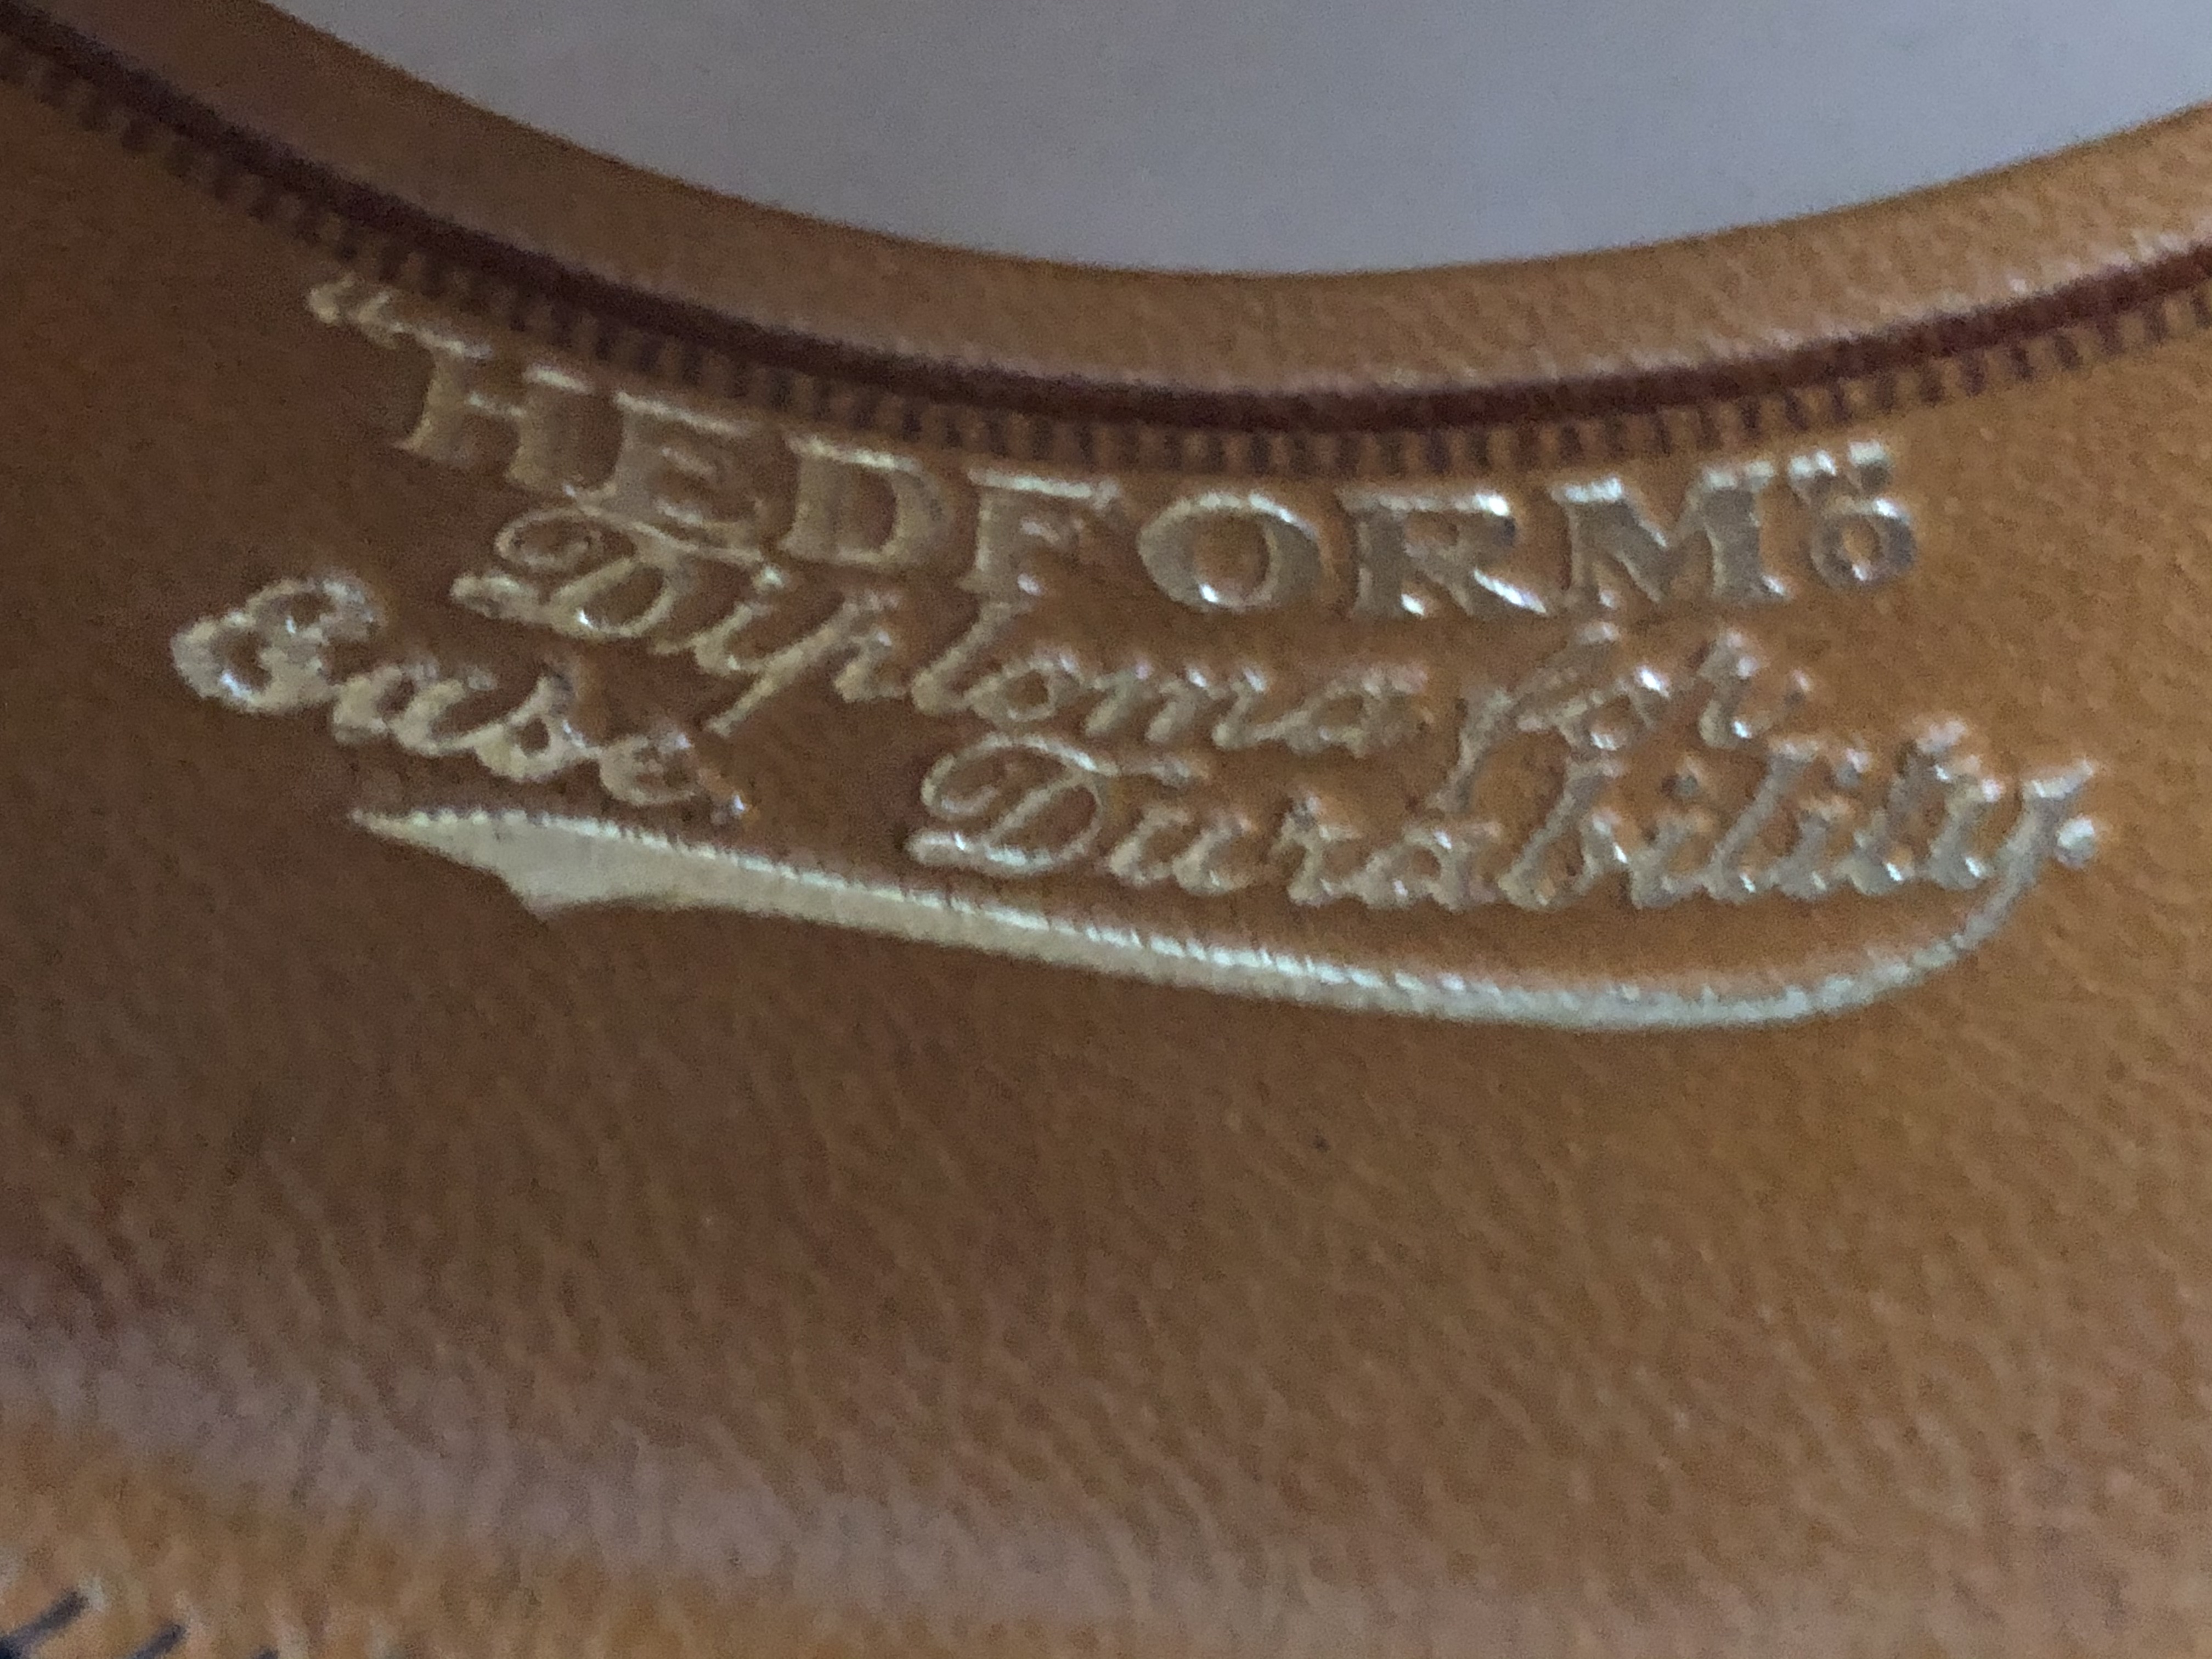 "HEDFORM"®
Diploma for
Ease, Durability.